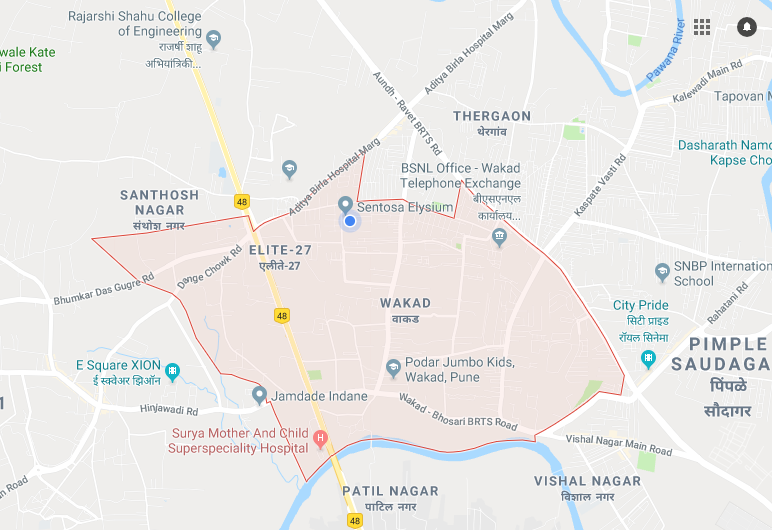 Rajarshi Shahu College
of Engineering
राजर्षी शाहू
अभियांत्रिकी...
wale Kate
i Forest
Aditya Birla Hospital Marg
Pawana River
Kalewadi Main Rd
Tapovan M
Aundh - Ravet BRTS Rd
THERGAON
थेरगांव
Dasharath Namd
Kapse Cho
BSNL Office - Wakad
Telephone Exchange
बीएसएनएल
कार्यालय...
Kaspate Vasti Rd
Aditya Birla Hospital Marg
SANTHOSH
NAGAR
संथोश नगर
48
Sentosa Elysium
ELITE-27
एलीते-27
Dange Chowk Rd
Bhumkar Das Gugre Rd
SNBP Internation
School
WAKAD
वाकड
48
City Pride
सिटी प्राइड
रॉयल सिनेमा
Rahatani Rd
PIMPLE
SAUDAGA
पिंपळे
सौदागर
E Square XION
ई स्क्वेअर झिऑन
Podar Jumbo Kids,
Wakad, Pune
Jamdade Indane
1
Hinjawadi Rd
Wakad - Bhosari BRTS Road
Surya Mother And Child
Superspeciality Hospital
H
Vishal Nagar Main Road
VISHAL NAGAR
विशाल नगर
PATIL NAGAR
पाटिल नगर
an Road
48